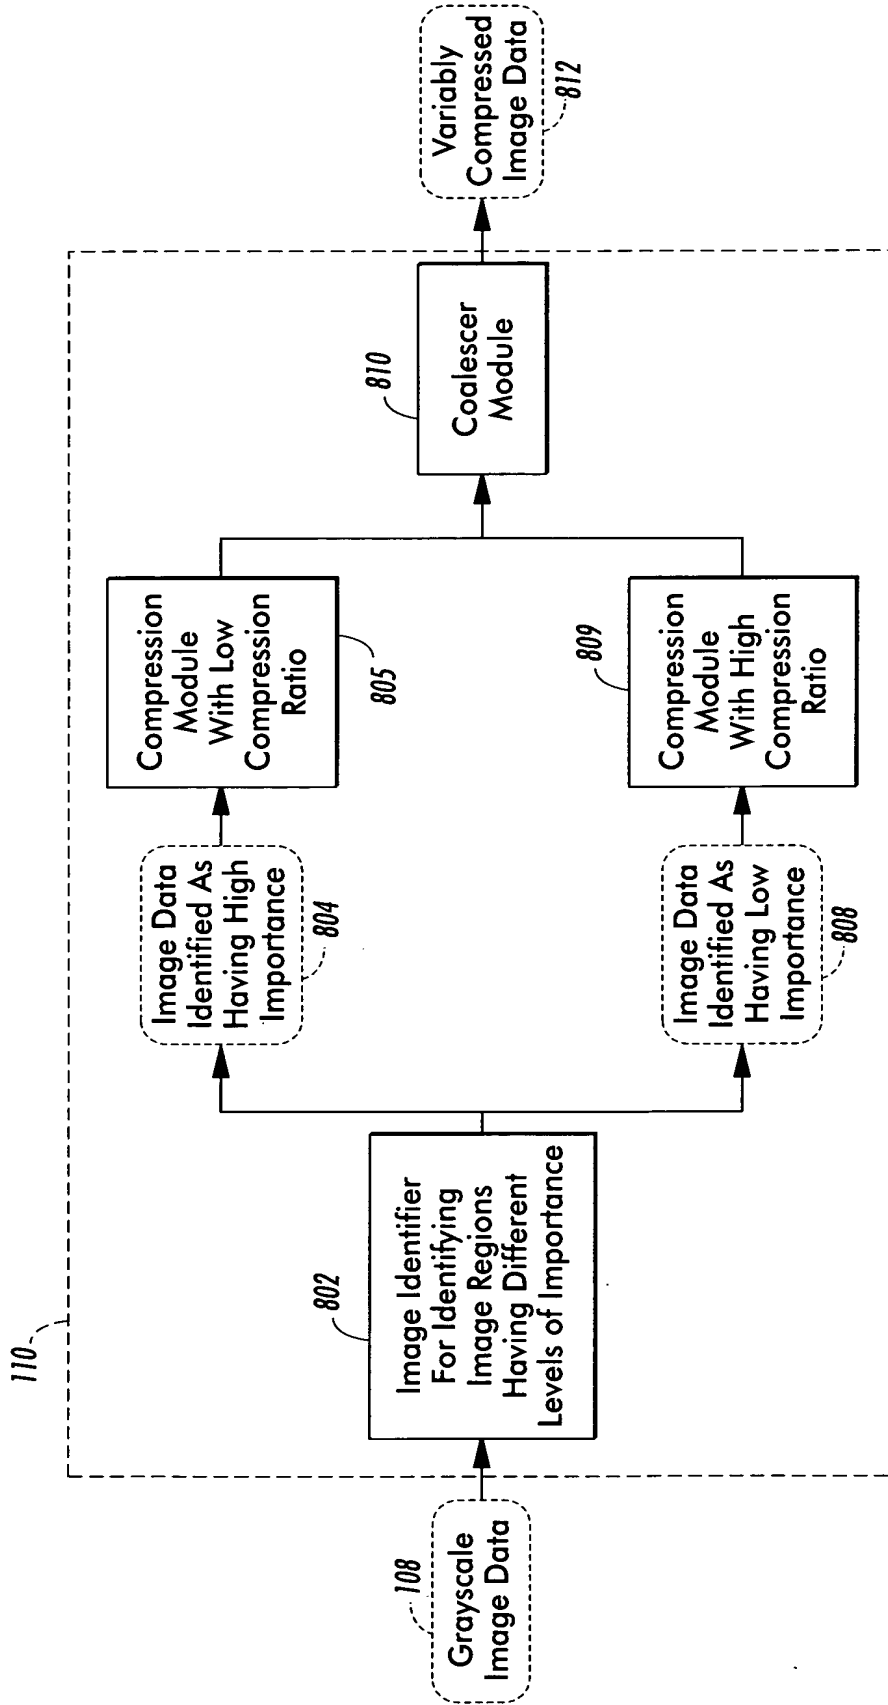 110
108
Grayscale
Image Data
802
Image Identifier
For Identifying
Image Regions
Having Different
Levels of Importance
Image Data
Identified As
Having High
Importance
804
Compression
Module
With Low
Compression
Ratio
805
Image Data
Identified As
Having Low
Importance
808
809
Compression
Module
With High
Compression
Ratio
810
Coalescer
Module
Variably
Compressed
Image Data
812